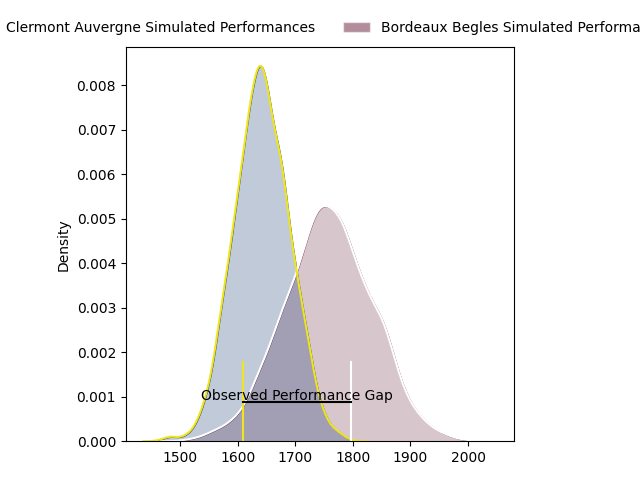 Clermont Auvergne Simulated Performances
Bordeaux Begles Simulated Performa
Density
0.008
0.007
0.006
0.005
0.004
0.003
0.002
0.001
0.000
Observed Performance Gap
1500 1600 1700 1800 1900 2000